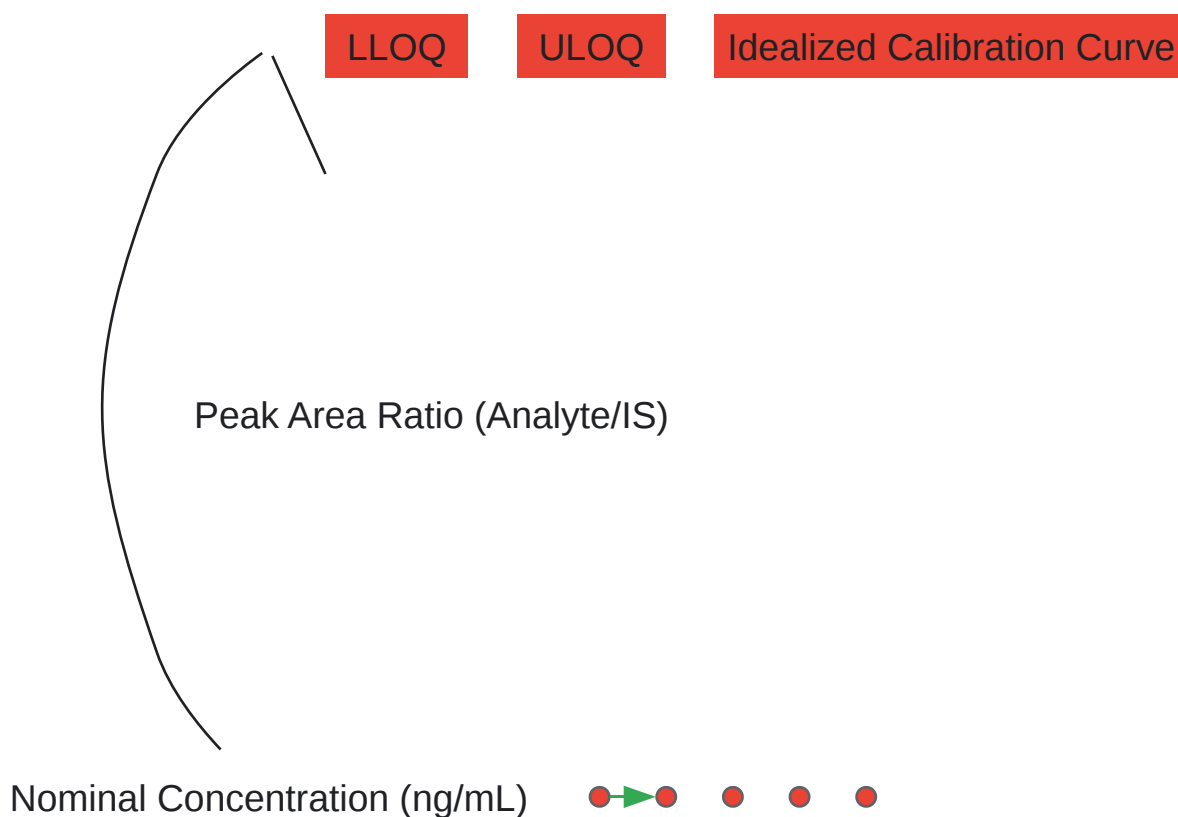 LLOQ
ULOQ
Idealized Calibration Curve
Peak Area Ratio (Analyte/IS)
Nominal Concentration (ng/mL)